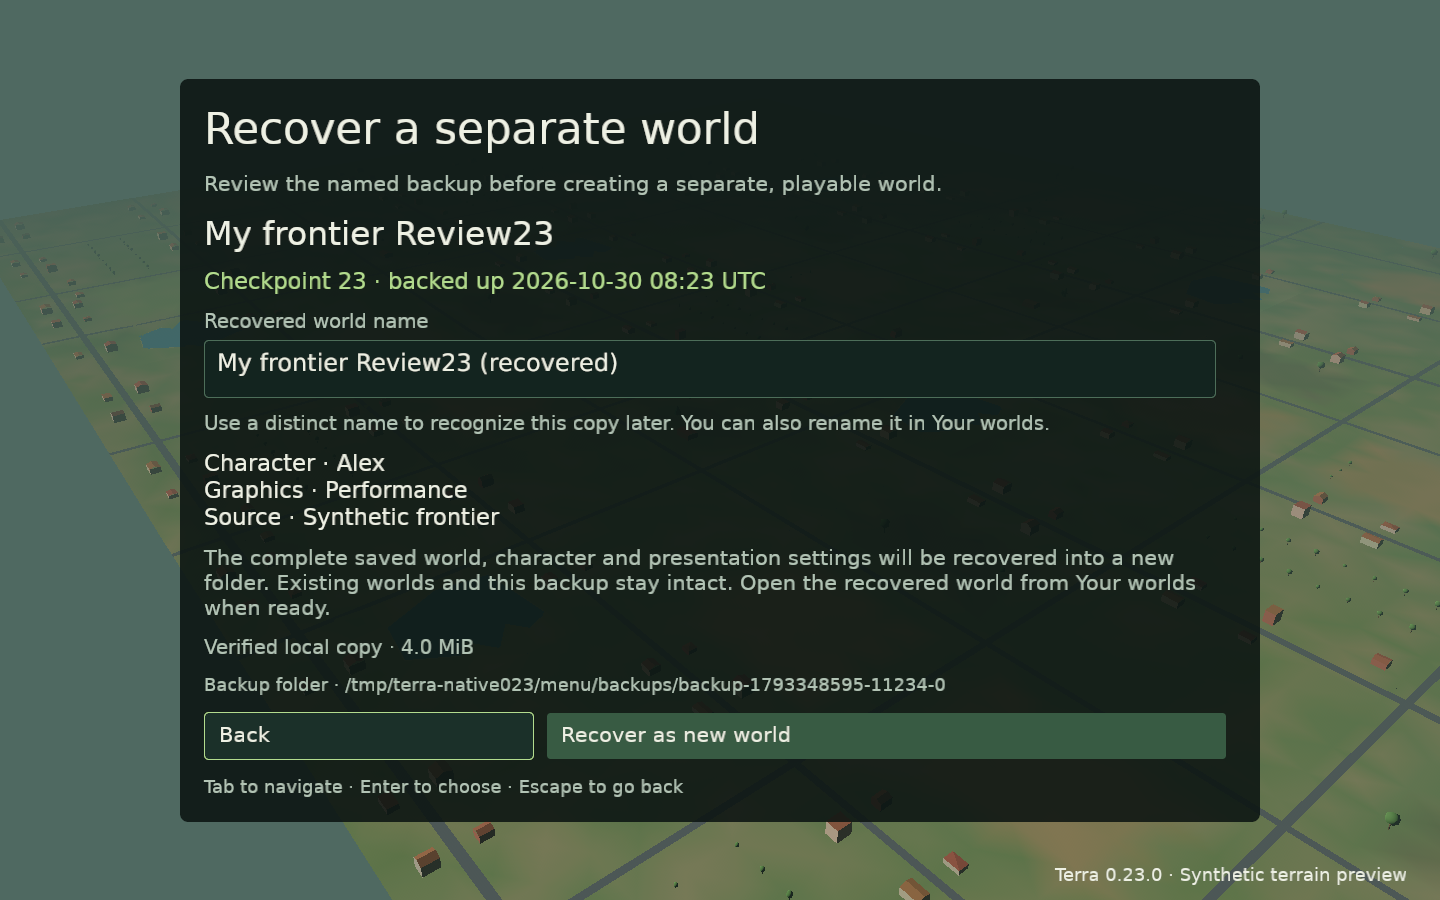 Recover a separate world
Review the named backup before creating a separate, playable world.
My frontier Review23
Checkpoint 23 · backed up 2026-10-30 08:23 UTC
Recovered world name
My frontier Review23 (recovered)
Use a distinct name to recognize this copy later. You can also rename it in Your worlds.
Character · Alex
Graphics · Performance
Source · Synthetic frontier
The complete saved world, character and presentation settings will be recovered into a new
folder. Existing worlds and this backup stay intact. Open the recovered world from Your worlds
when ready.
Verified local copy · 4.0 MiB
Backup folder · /tmp/terra-native023/menu/backups/backup-1793348595-11234-0
Back
Recover as new world
Tab to navigate · Enter to choose · Escape to go back
Terra 0.23.0 · Synthetic terrain preview